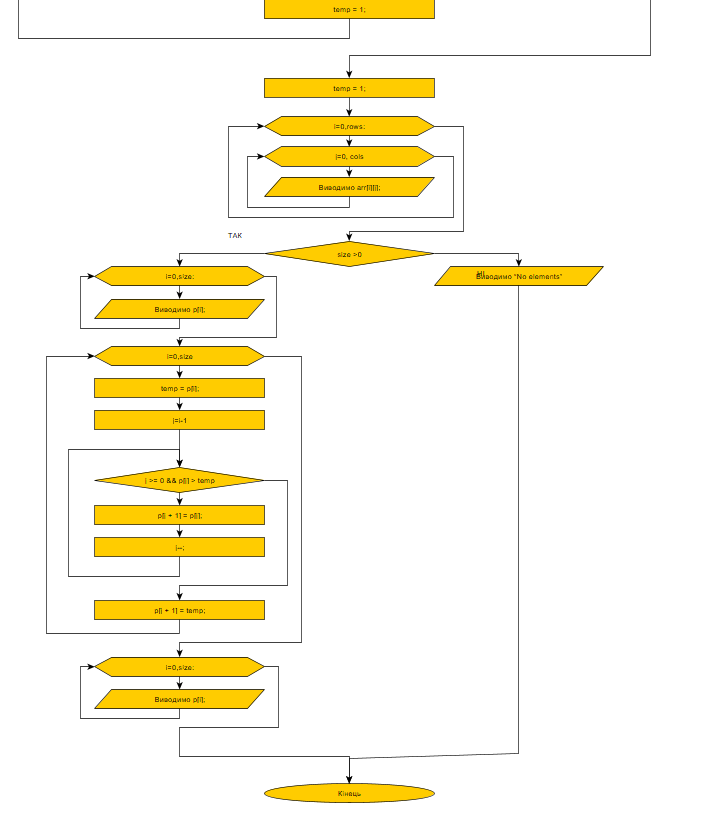 temp = 1;
temp = 1;
i=0,rows;
j=0, cols
Виводимо arr[i][j];
ТАК
size >0
НІ
i=0,size;
Виводимо "No elements"
Виводимо p[i];
i=0,size
temp = p[i];
j=i-1
j >= 0 && p[j] > temp
p[j + 1] = p[j];
j--;
p[j + 1] = temp;
i=0,size;
Виводимо p[i];
Кінець